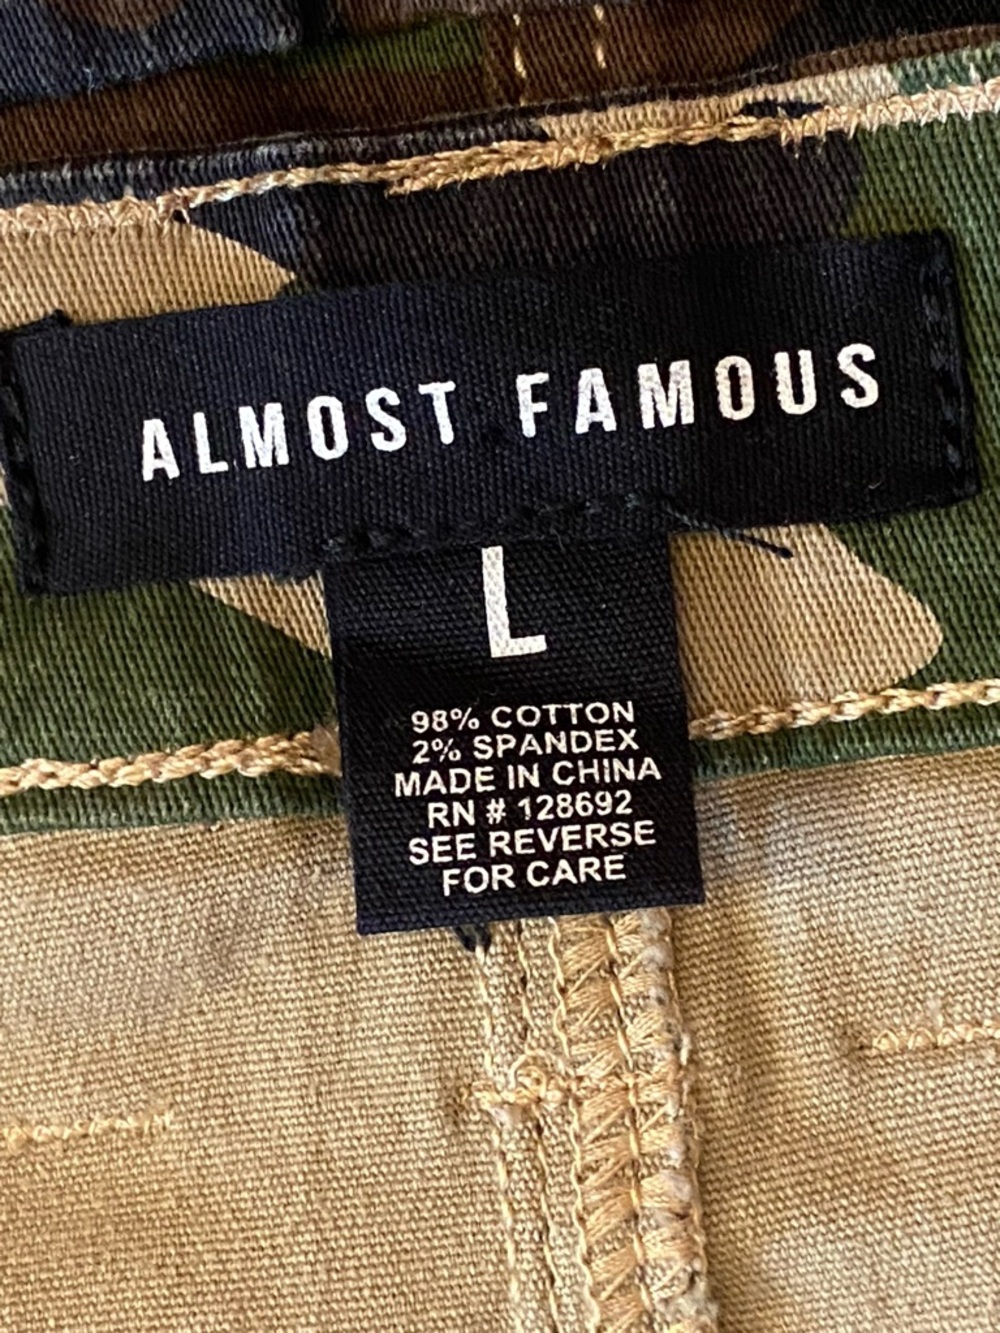 ALMOST FAMOUS
L
98% COTTON
2% SPANDEX
MADE IN CHINA
RN # 128692
SEE REVERSE
FOR CARE